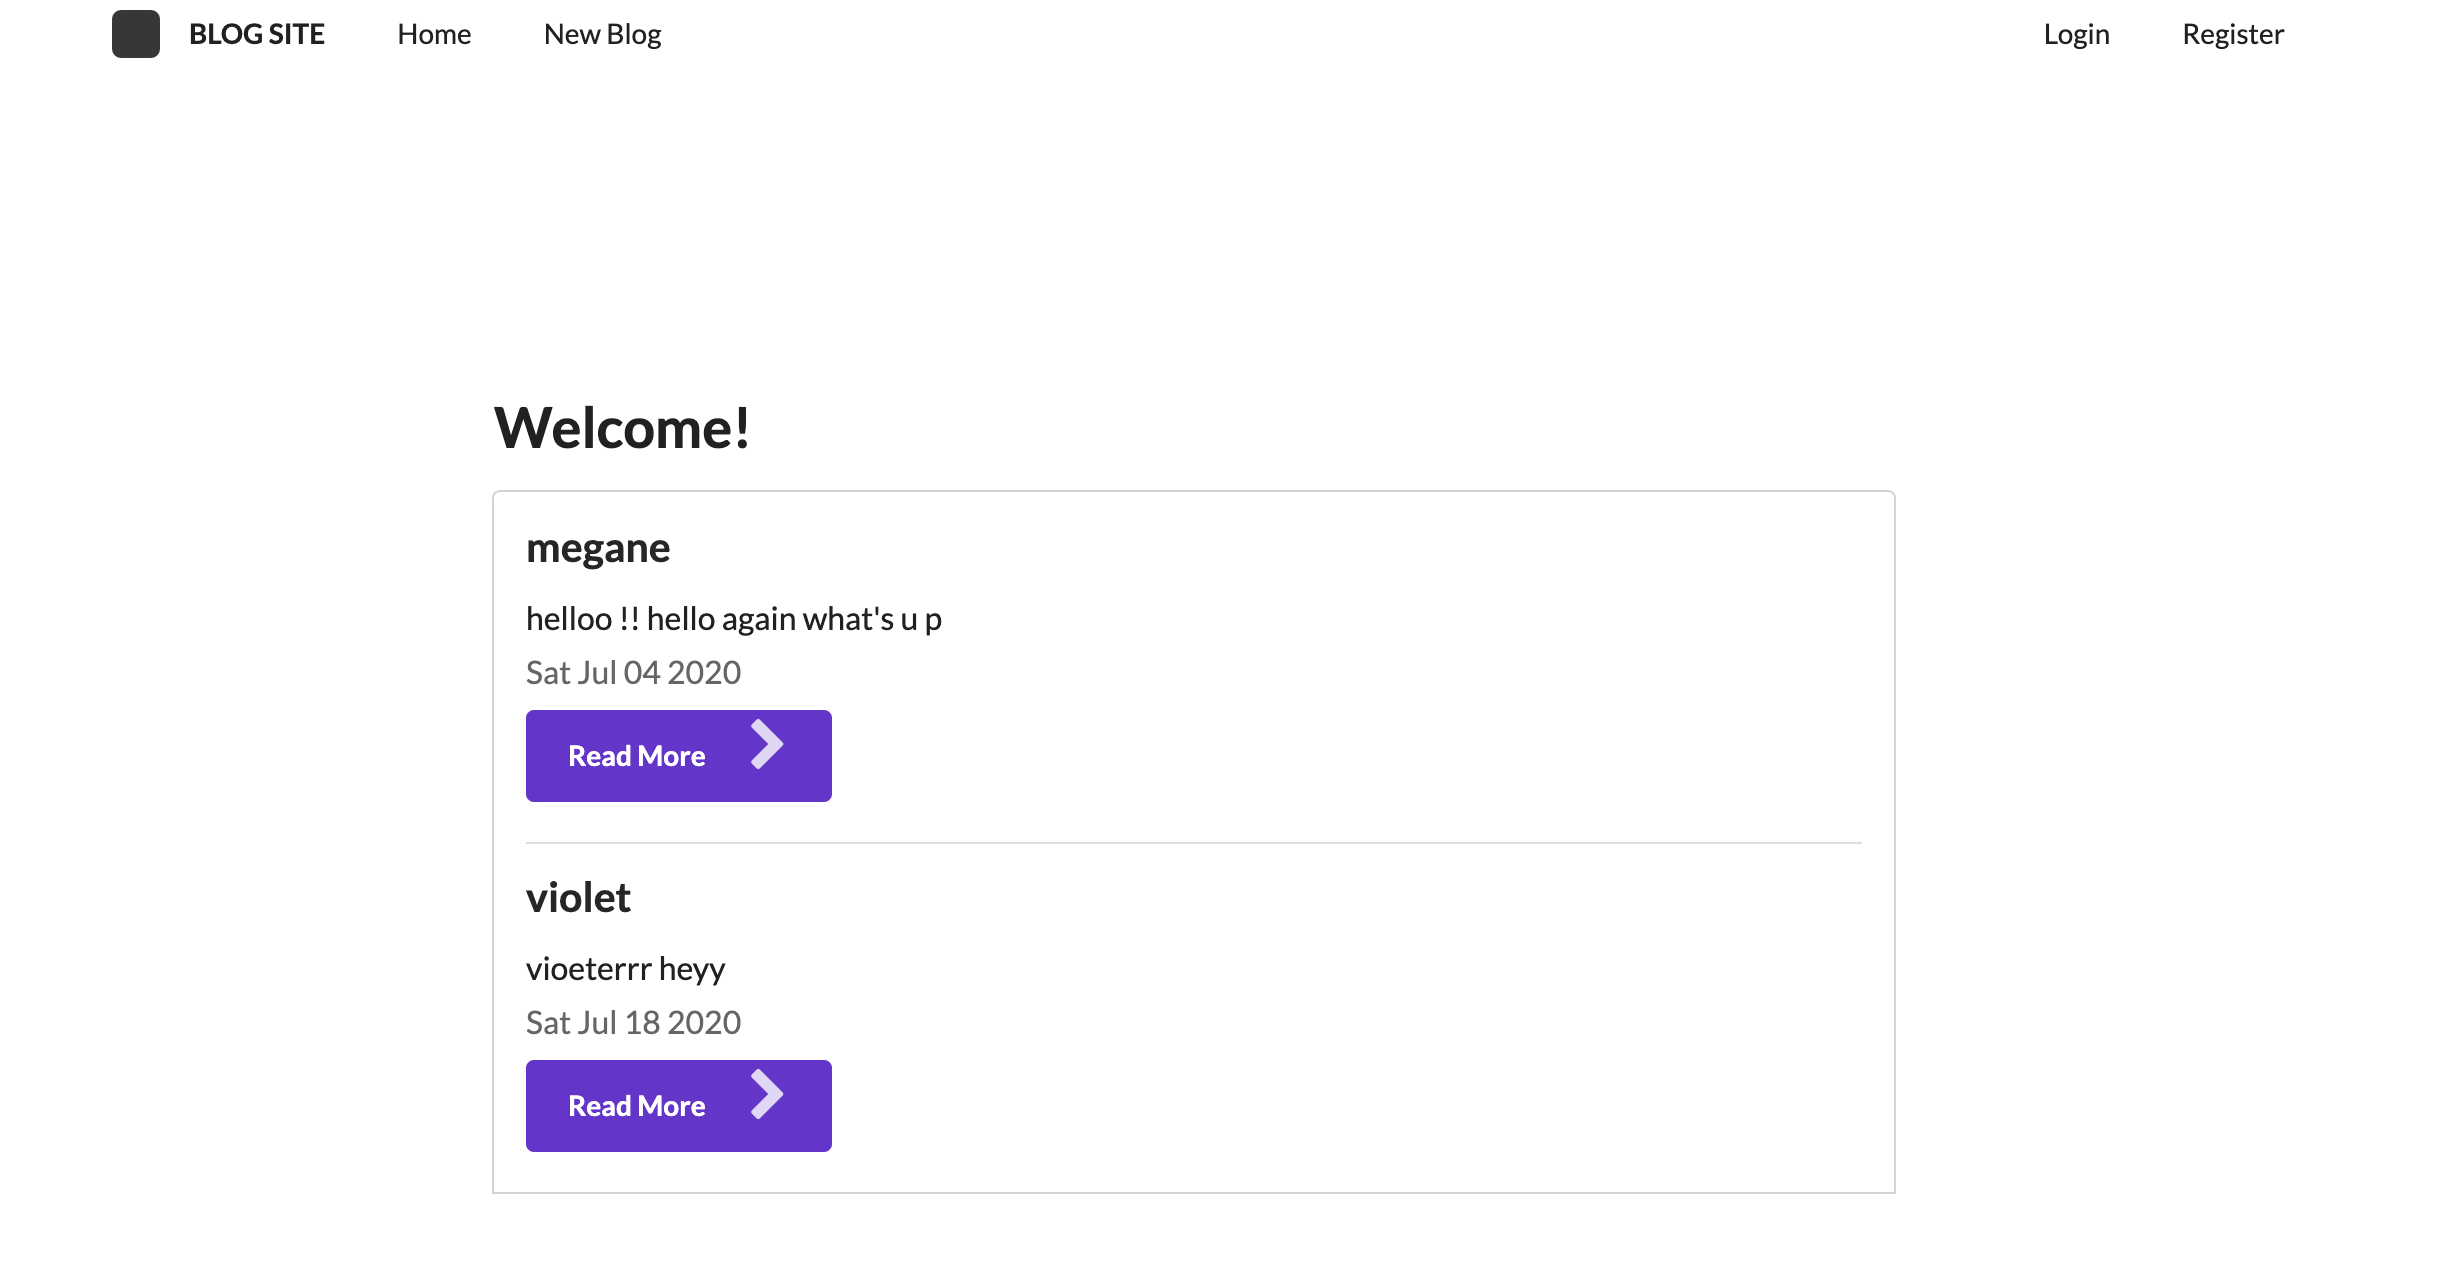 BLOG SITE Home New Blog Login Register
Welcome!
megane
helloo !! hello again what's u p
Sat Jul 04 2020
Read More
violet
vioeterrr heyy
Sat Jul 18 2020
Read More